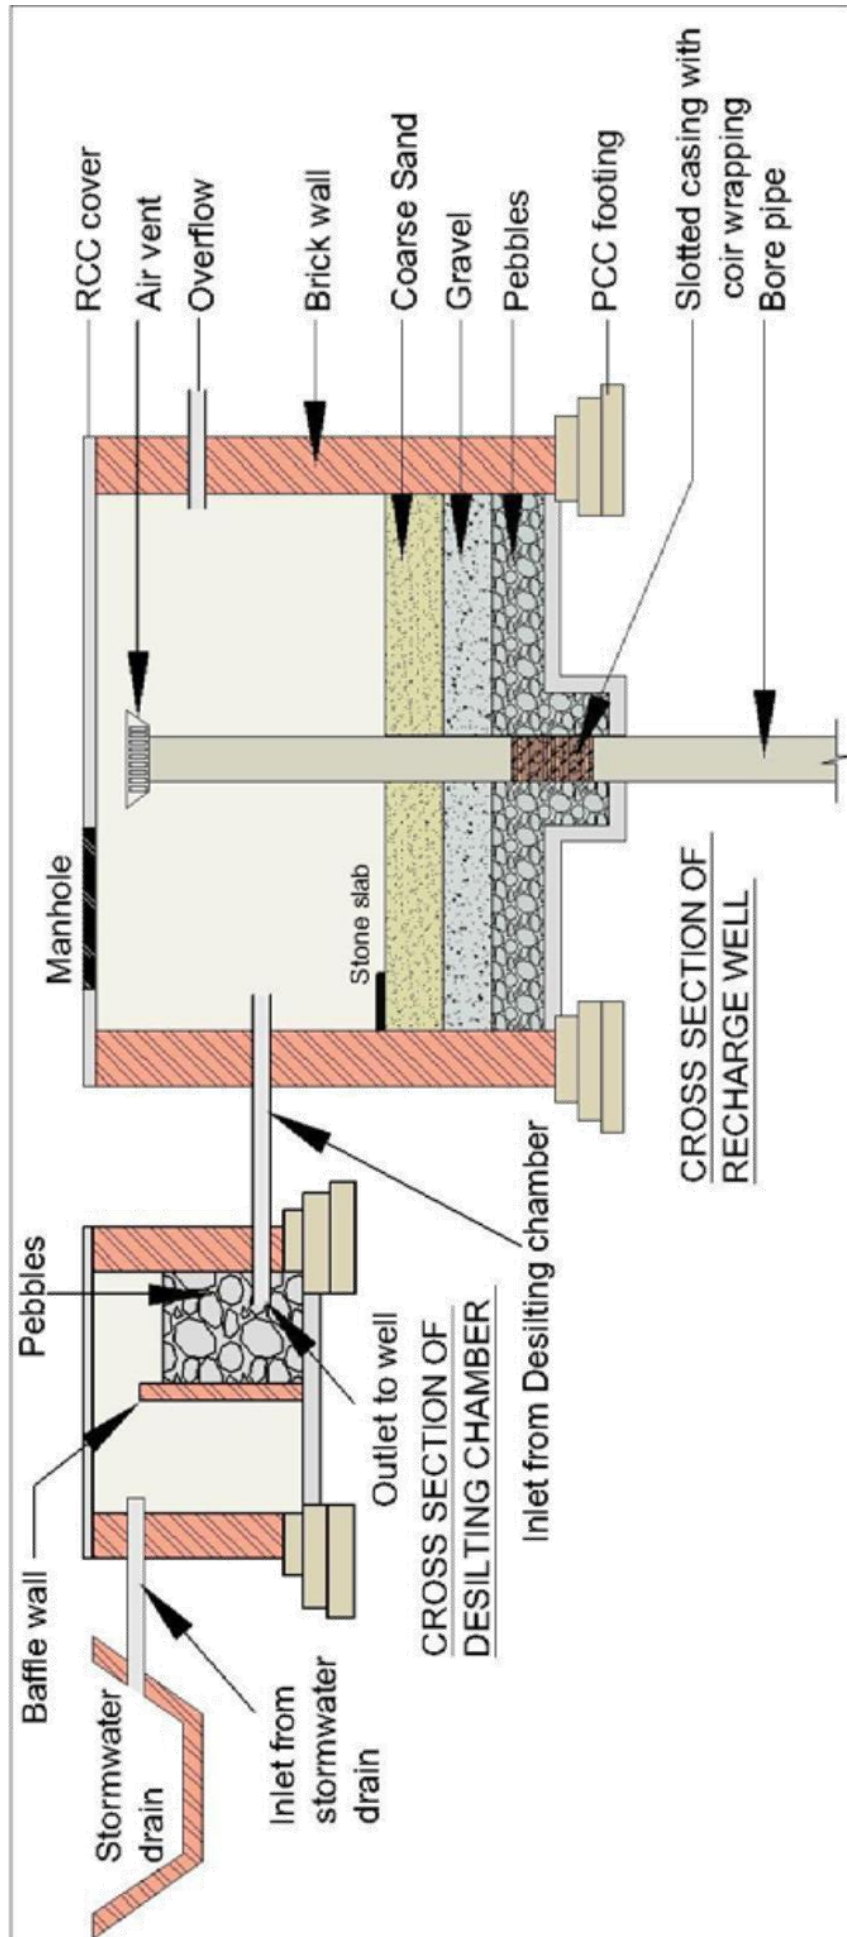 Stormwater
drain
Inlet from
stormwater
drain
Baffle wall
Pebbles
Outlet to well
CROSS SECTION OF
DESILTING CHAMBER
Inlet from Desilting chamber
Manhole
Stone slab
CROSS SECTION OF
RECHARGE WELL
RCC cover
Air vent
Overflow
Brick wall
Coarse Sand
Gravel
Pebbles
PCC footing
Slotted casing with
coir wrapping
Bore pipe